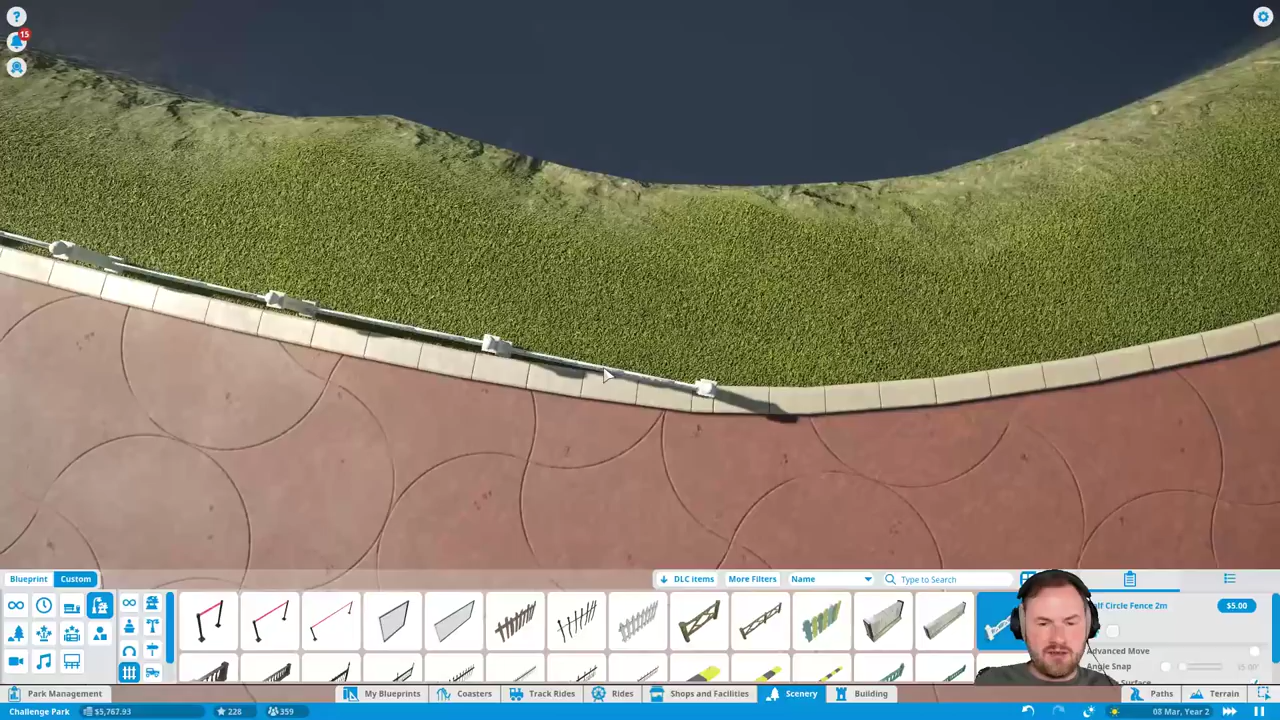 ?
15
Blueprint
Custom
DLC items
More Filters
Name
Type to Search
lf Circle Fence 2m
$5.00
Advanced Move
Angle Snap
Surface
Park Management
My Blueprints
Coasters
Track Rides
Rides
Shops and Facilities
Scenery
Building
Paths
Terrain
Challenge Park
$5,767.93
228
359
03 Mar, Year 2